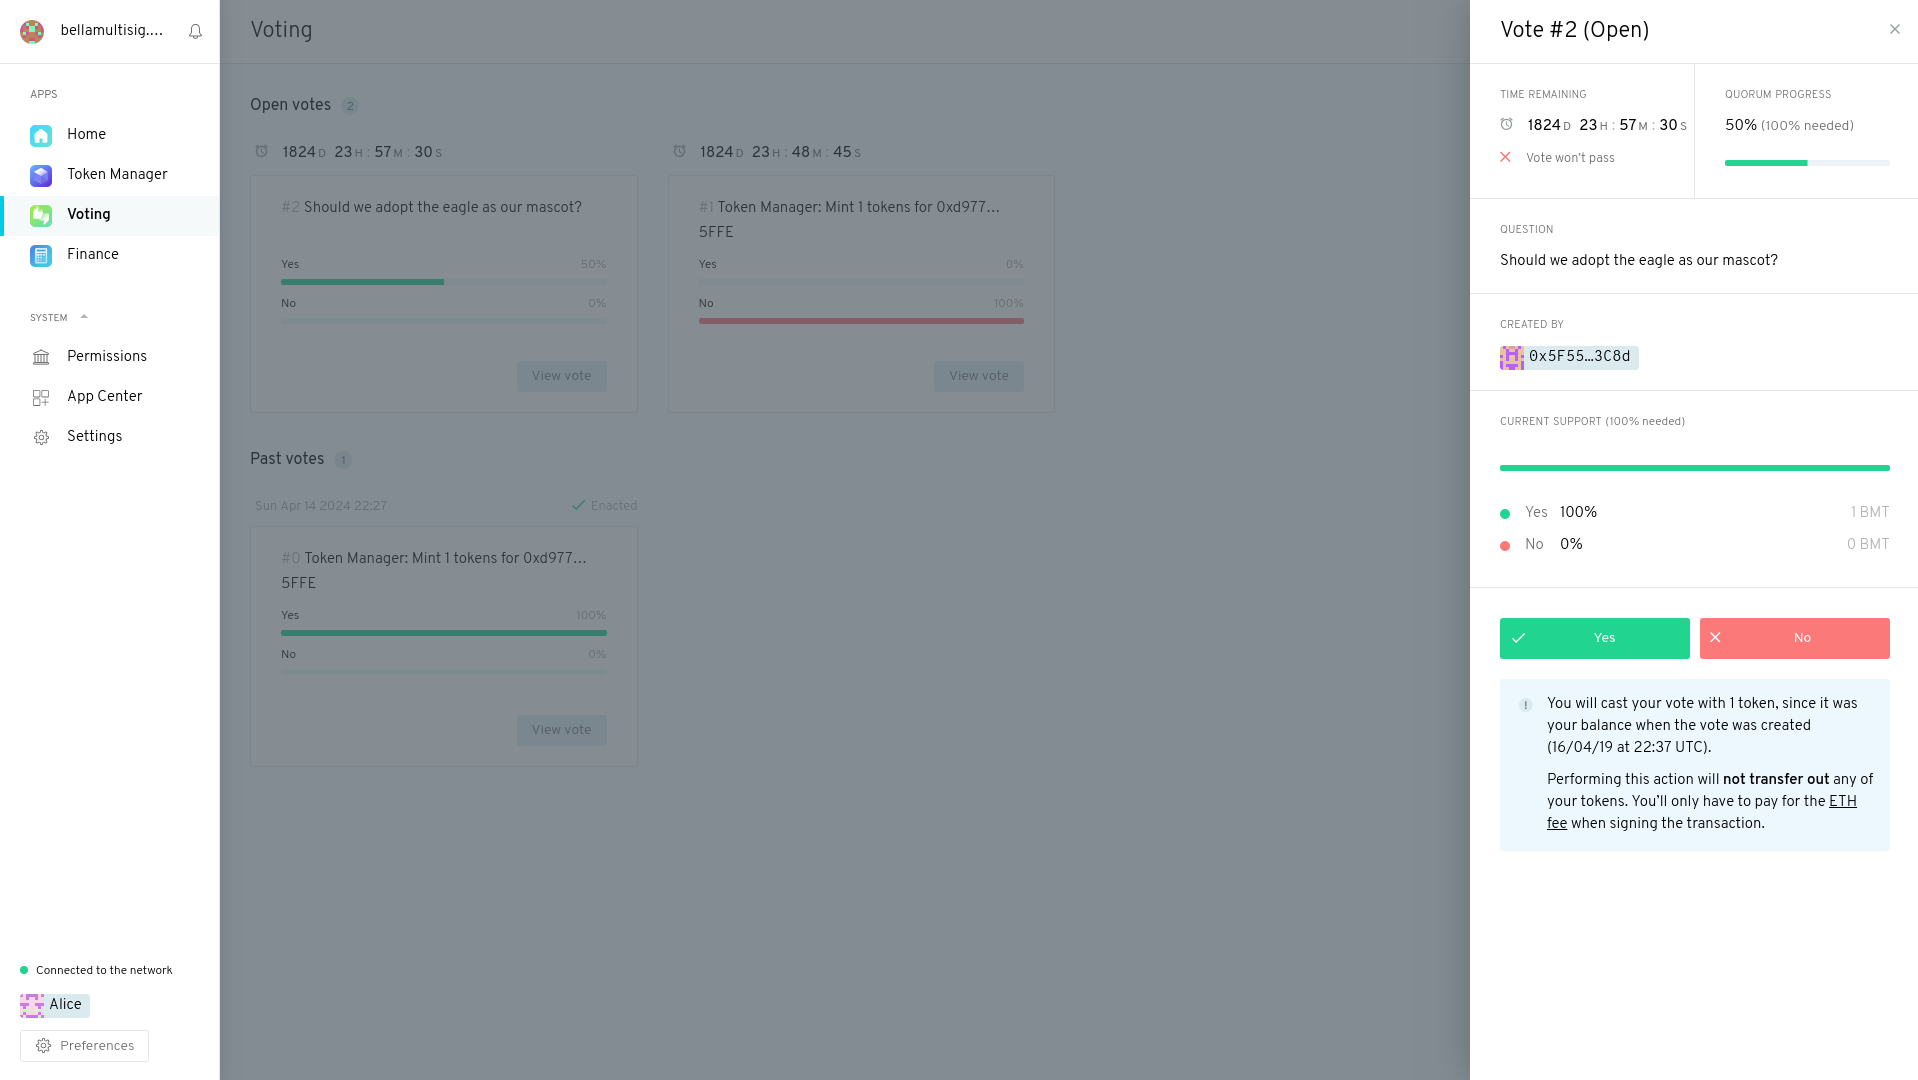 bellamultisig....
APPS
Home
Token Manager
Voting
Finance
SYSTEM
Permissions
App Center
Settings
Connected to the network
Alice
Preferences
Voting
Open votes 2
1824 D 23 H : 57 M : 30 S
#2 Should we adopt the eagle as our mascot?
Yes 50%
No 0%
View vote
1824 D 23 H : 48 M : 45 S
#1 Token Manager: Mint 1 tokens for 0xd977…
5FFE
Yes 0%
No 100%
View vote
Past votes 1
Sun Apr 14 2024 22:27 Enacted
#0 Token Manager: Mint 1 tokens for 0xd977…
5FFE
Yes 100%
No 0%
View vote
Vote #2 (Open)
TIME REMAINING
1824 D 23 H : 57 M : 30 S
Vote won't pass
QUORUM PROGRESS
50% (100% needed)
QUESTION
Should we adopt the eagle as our mascot?
CREATED BY
0x5F55…3C8d
CURRENT SUPPORT (100% needed)
Yes 100% 1 BMT
No 0% 0 BMT
Yes
No
You will cast your vote with 1 token, since it was
your balance when the vote was created
(16/04/19 at 22:37 UTC).
Performing this action will not transfer out any of
your tokens. You'll only have to pay for the ETH
fee when signing the transaction.